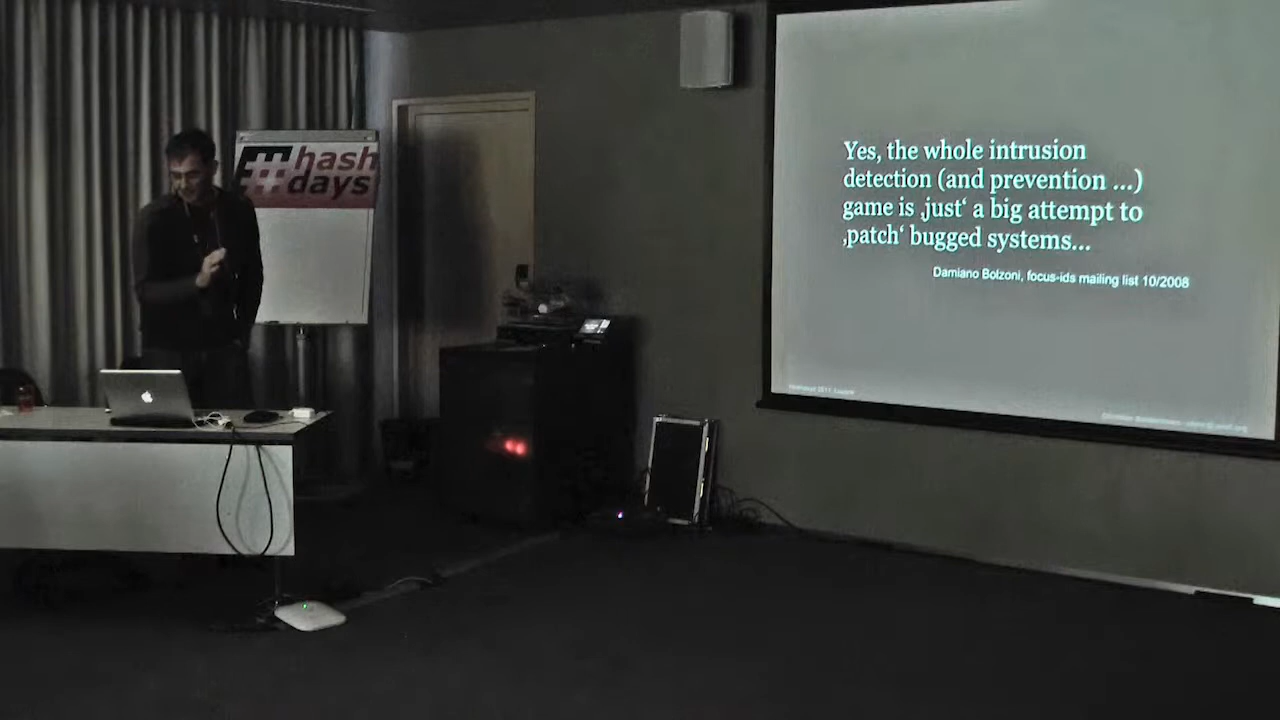 #hash
days
Yes, the whole intrusion
detection (and prevention ...)
game is ‚just‘ a big attempt to
‚patch‘ bugged systems...
Damiano Bolzoni, focus-ids mailing list 10/2008